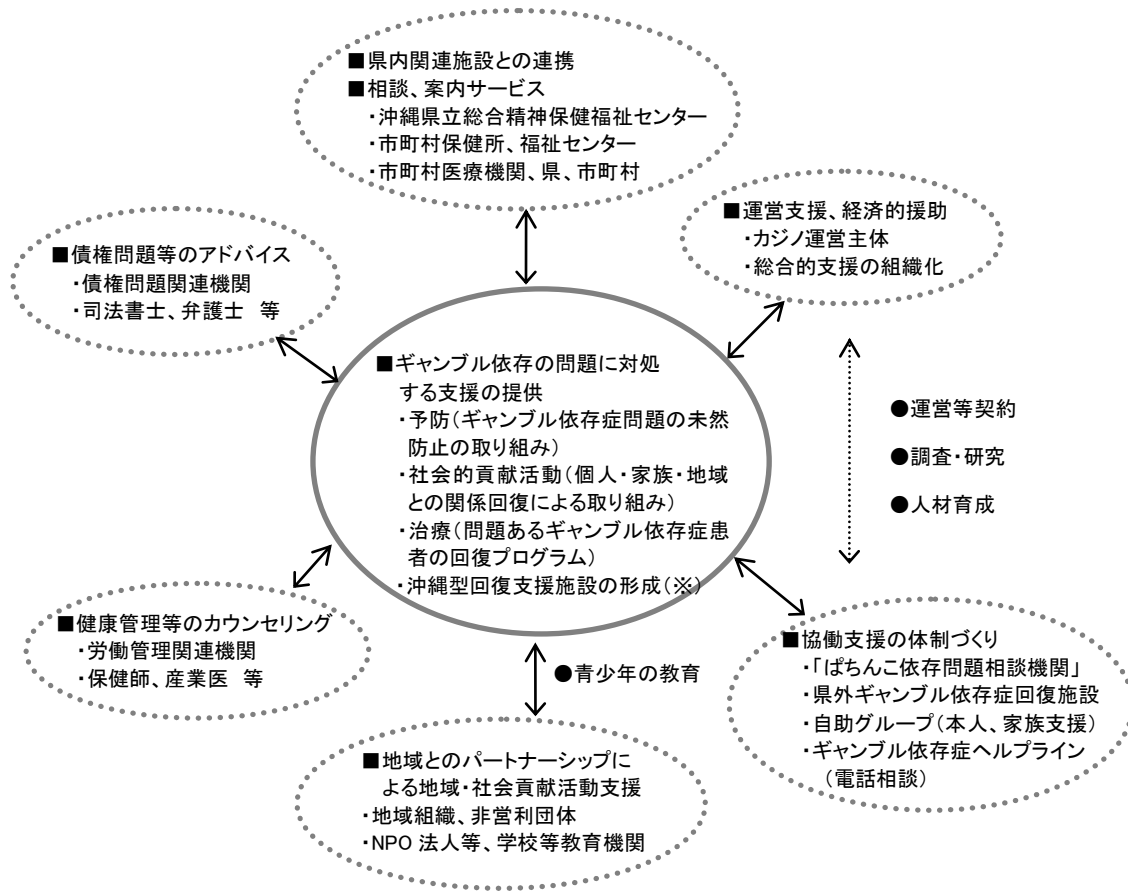 ■県内関連施設との連携
■相談、案内サービス
・沖縄県立総合精神保健福祉センター
・市町村保健所、福祉センター
・市町村医療機関、県、市町村
■運営支援、経済的援助
・カジノ運営主体
・総合的支援の組織化
■債権問題等のアドバイス
・債権問題関連機関
・司法書士、弁護士 等
■ギャンブル依存の問題に対処
する支援の提供
・予防(ギャンブル依存症問題の未然
防止の取り組み)
・社会的貢献活動(個人・家族・地域
との関係回復による取り組み)
・治療(問題あるギャンブル依存症患
者の回復プログラム)
・沖縄型回復支援施設の形成(※)
●運営等契約
●調査・研究
●人材育成
■健康管理等のカウンセリング
・労働管理関連機関
・保健師、産業医 等
●青少年の教育
■協働支援の体制づくり
・「ぱちんこ依存問題相談機関」
・県外ギャンブル依存症回復施設
・自助グループ(本人、家族支援)
・ギャンブル依存症ヘルプライン
(電話相談)
■地域とのパートナーシップに
よる地域・社会貢献活動支援
・地域組織、非営利団体
・NPO 法人等、学校等教育機関